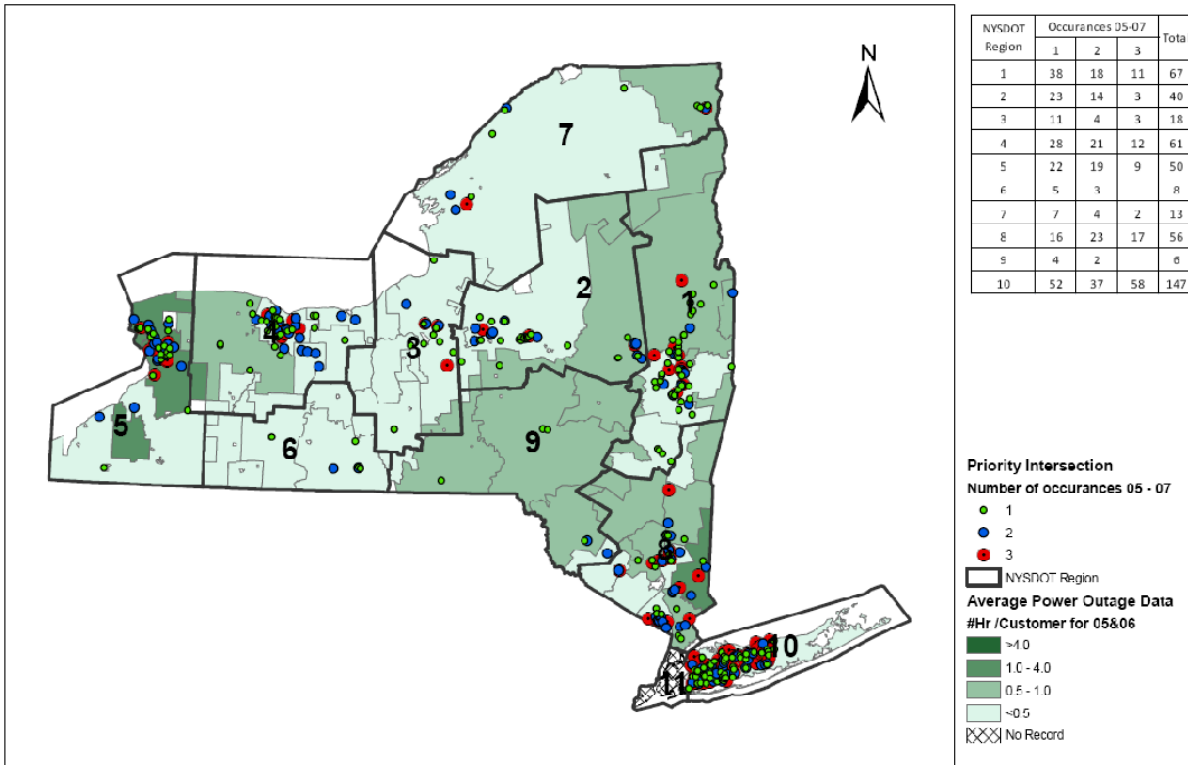 N
7
2
1
4
3
5
6
9
8
10
11
NYSDOT Region Occurances 05-07 Total
1 2 3
1 38 18 11 67
2 23 14 3 40
3 11 4 3 18
4 28 21 12 61
5 22 19 9 50
6 5 3 8
7 7 4 2 13
8 16 23 17 56
9 4 2 6
10 52 37 58 147
Priority Intersection
Number of occurances 05 - 07
1
2
3
NYSDOT Region
Average Power Outage Data
#Hr /Customer for 05&06
>4.0
1.0 - 4.0
0.5 - 1.0
<0.5
No Record